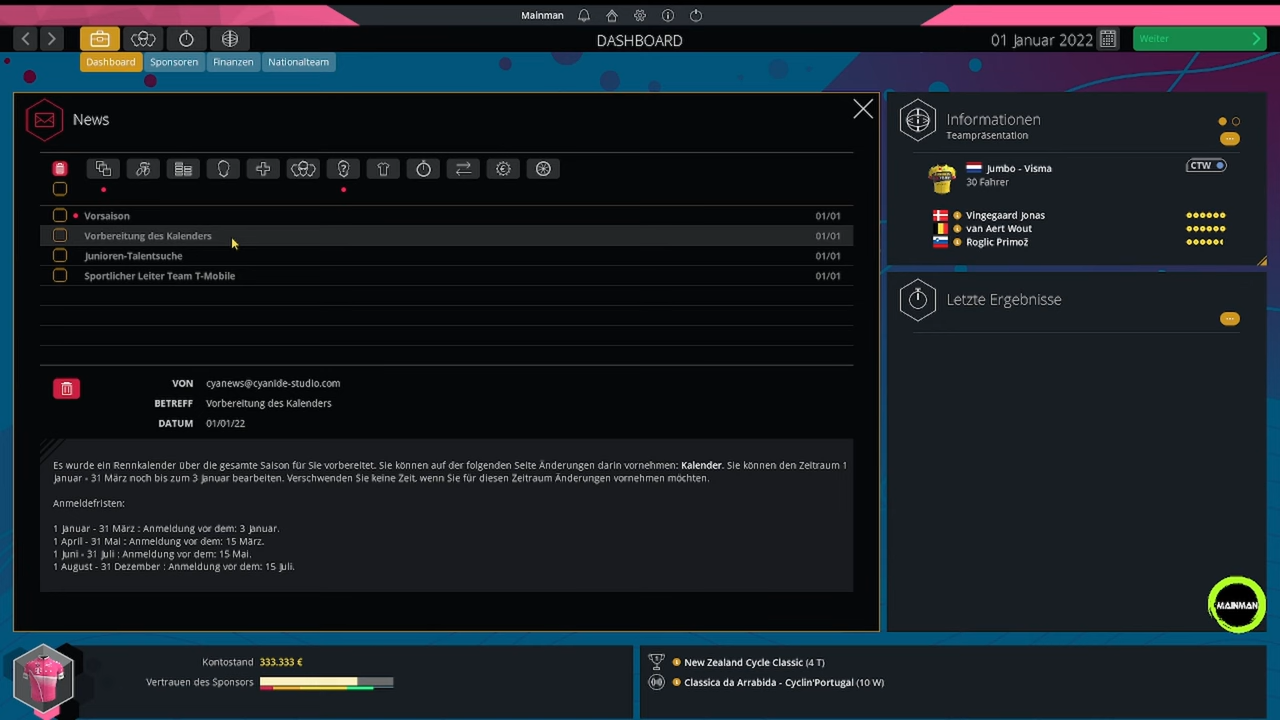 Mainman
DASHBOARD
01 Januar 2022
Weiter
Dashboard
Sponsoren
Finanzen
Nationalteam
News
Vorsaison 01/01
Vorbereitung des Kalenders 01/01
Junioren-Talentsuche 01/01
Sportlicher Leiter Team T-Mobile 01/01
VON cyanews@cyanide-studio.com
BETREFF Vorbereitung des Kalenders
DATUM 01/01/22
Es wurde ein Rennkalender über die gesamte Saison für Sie vorbereitet. Sie können auf der folgenden Seite Änderungen darin vornehmen: Kalender. Sie können den Zeitraum 1
Januar - 31 März noch bis zum 3 Januar bearbeiten. Verschwenden Sie keine Zeit, wenn Sie für diesen Zeitraum Änderungen vornehmen möchten.
Anmeldefristen:
1 Januar - 31 März : Anmeldung vor dem: 3 Januar.
1 April - 31 Mai : Anmeldung vor dem: 15 März.
1 Juni - 31 Juli : Anmeldung vor dem: 15 Mai.
1 August - 31 Dezember : Anmeldung vor dem: 15 Juli.
Informationen
Teampräsentation
Jumbo - Visma
CTW
30 Fahrer
Vingegaard Jonas
van Aert Wout
Roglic Primož
Letzte Ergebnisse
MAINMAN
Kontostand 333.333 €
Vertrauen des Sponsors
New Zealand Cycle Classic (4 T)
Classica da Arrabida - Cyclin'Portugal (10 W)